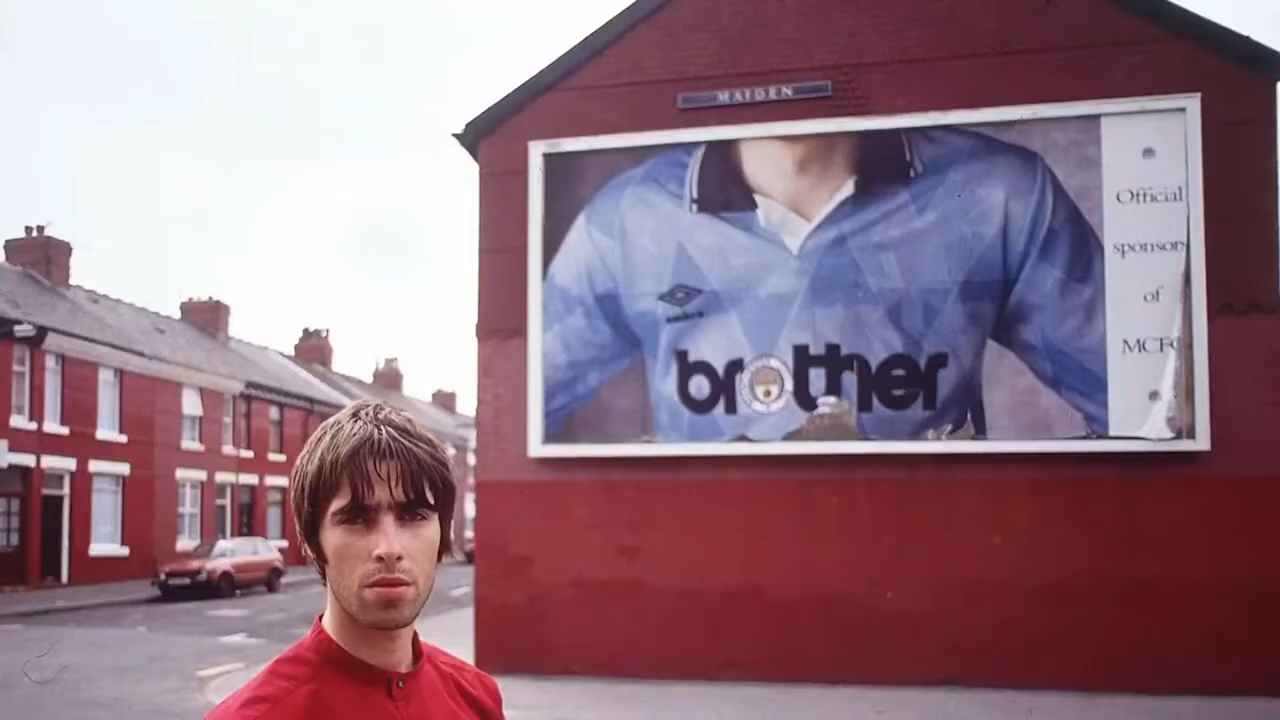 MAIDEN
umbro
brother
Official
sponsors
of
MCFC